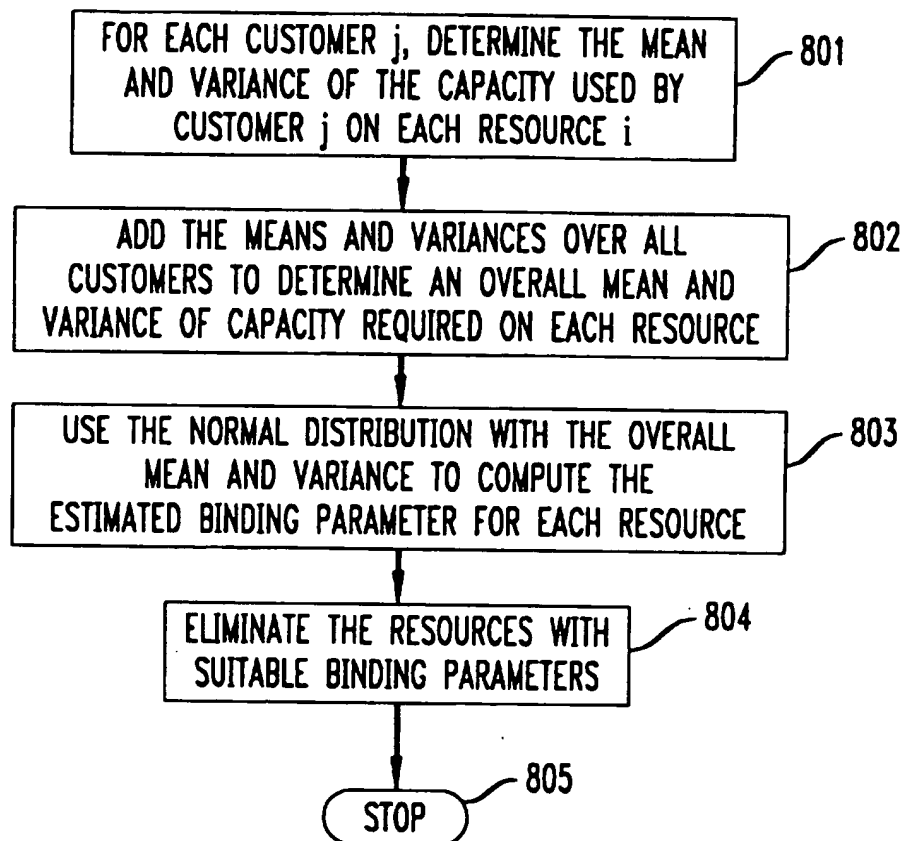 FOR EACH CUSTOMER j, DETERMINE THE MEAN
AND VARIANCE OF THE CAPACITY USED BY
CUSTOMER j ON EACH RESOURCE i
801
ADD THE MEANS AND VARIANCES OVER ALL
CUSTOMERS TO DETERMINE AN OVERALL MEAN AND
VARIANCE OF CAPACITY REQUIRED ON EACH RESOURCE
802
USE THE NORMAL DISTRIBUTION WITH THE OVERALL
MEAN AND VARIANCE TO COMPUTE THE
ESTIMATED BINDING PARAMETER FOR EACH RESOURCE
803
ELIMINATE THE RESOURCES WITH
SUITABLE BINDING PARAMETERS
804
STOP
805